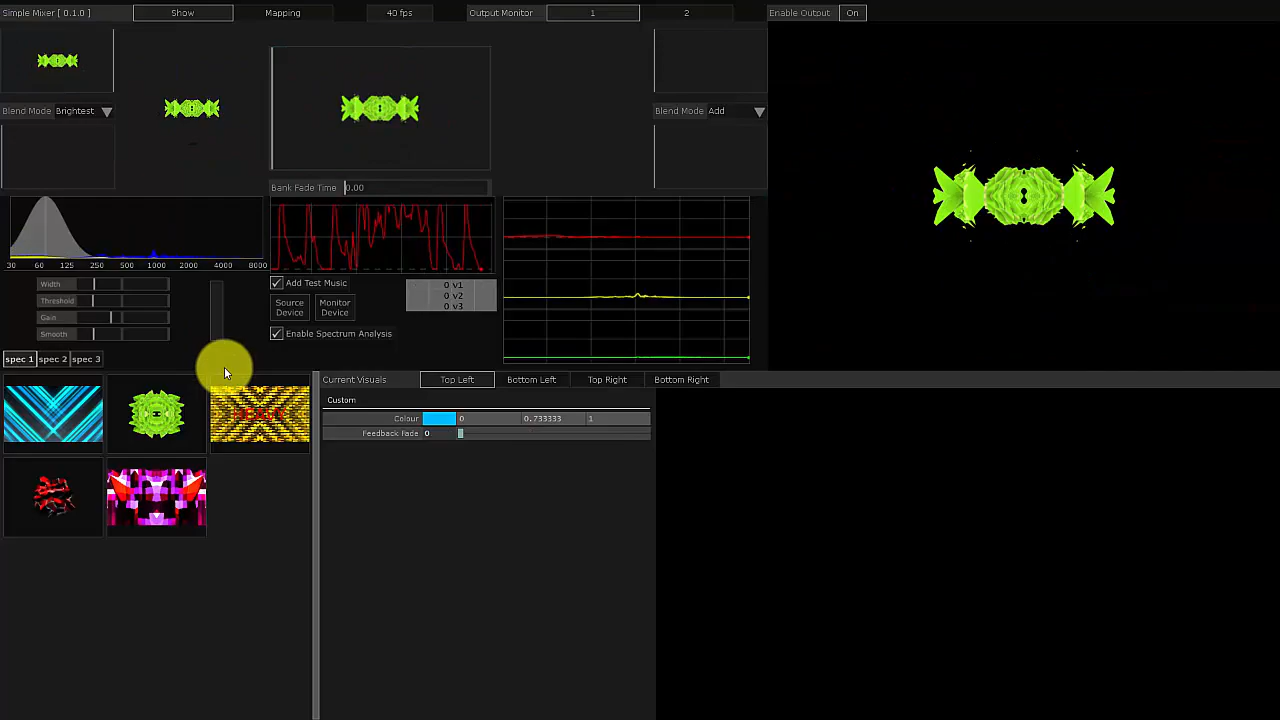 Simple Mixer [ 0.1.0 ] Show Mapping 40 fps Output Monitor 1 2 Enable Output On
Blend Mode Brightest
Blend Mode Add
Bank Fade Time 0.00
30 60 125 250 500 1000 2000 4000 8000
Width
Threshold
Gain
Smooth
Add Test Music
Source Device
Monitor Device
0 v1
0 v2
0 v3
Enable Spectrum Analysis
spec 1 spec 2 spec 3
HEAVY
Current Visuals Top Left Bottom Left Top Right Bottom Right
Custom
Colour 0 0.733333 1
Feedback Fade 0